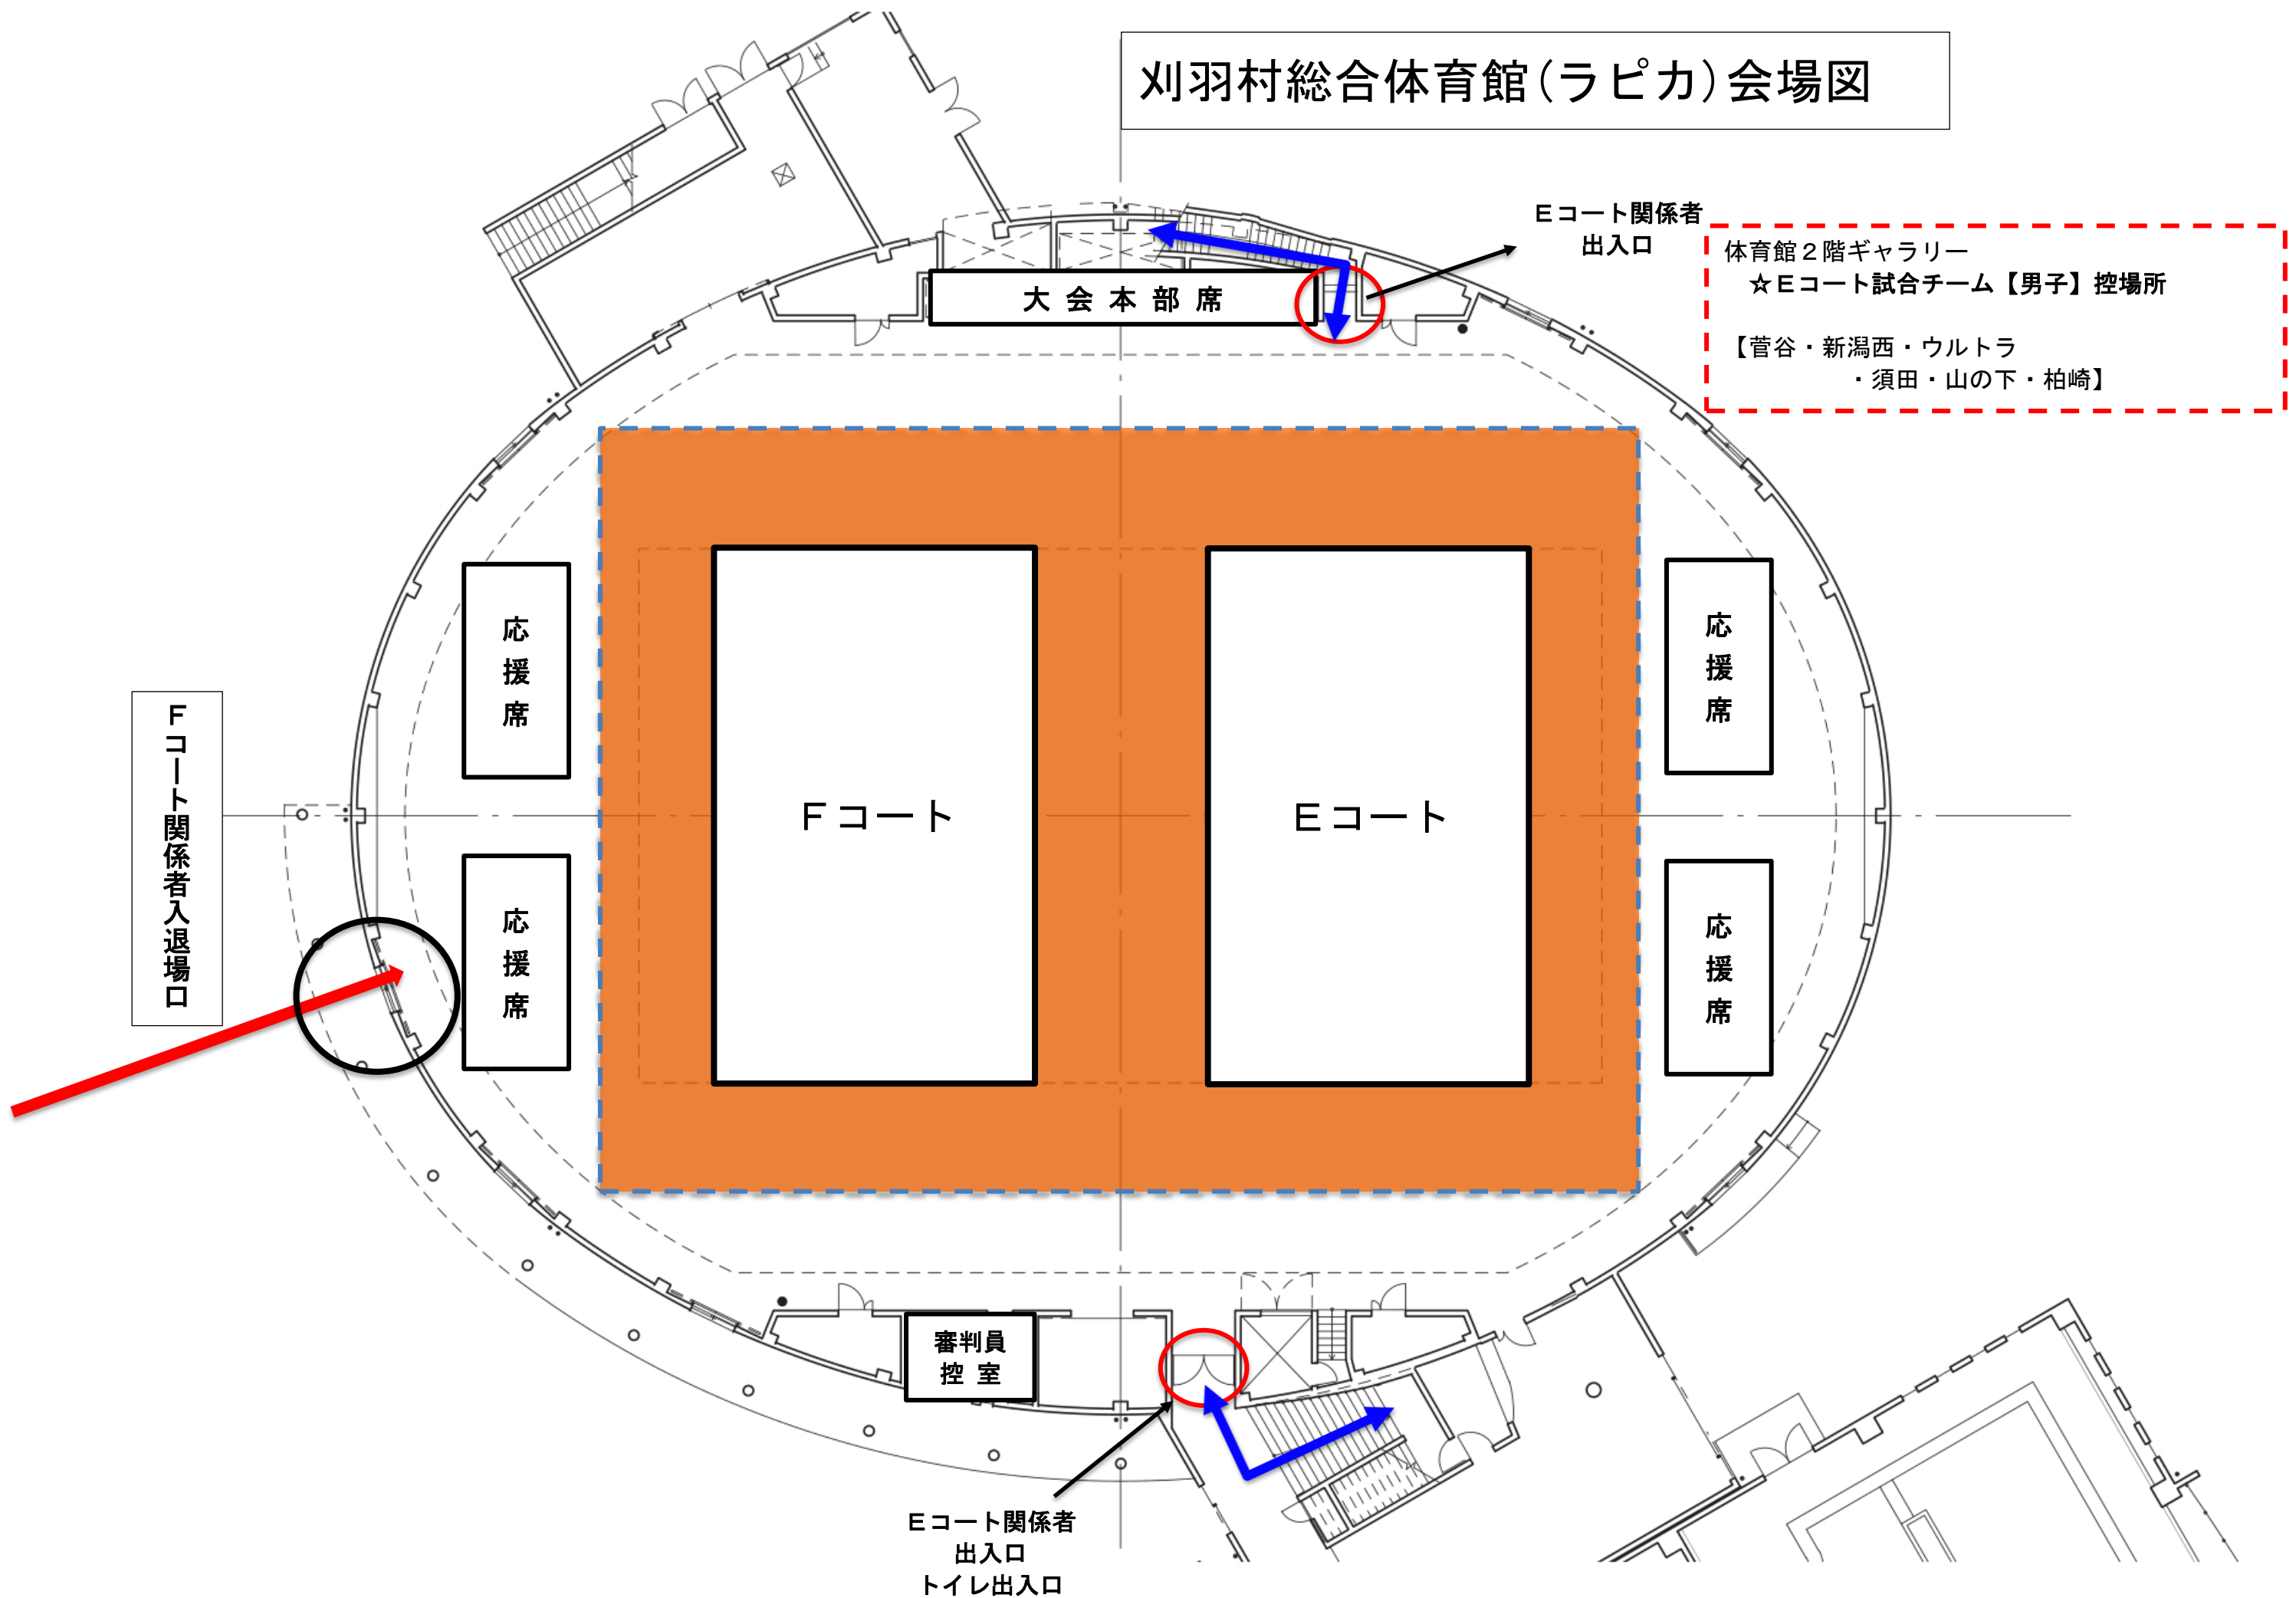 刈羽村総合体育館（ラピカ）会場図
Ｅコート関係者
出入口
体育館２階ギャラリー
☆Ｅコート試合チーム【男子】控場所
【菅谷・新潟西・ウルトラ
・須田・山の下・柏崎】
大会本部席
応援席
応援席
Ｆコート
Ｅコート
Ｆコート関係者入退場口
応援席
応援席
審判員
控室
Ｅコート関係者
出入口
トイレ出入口